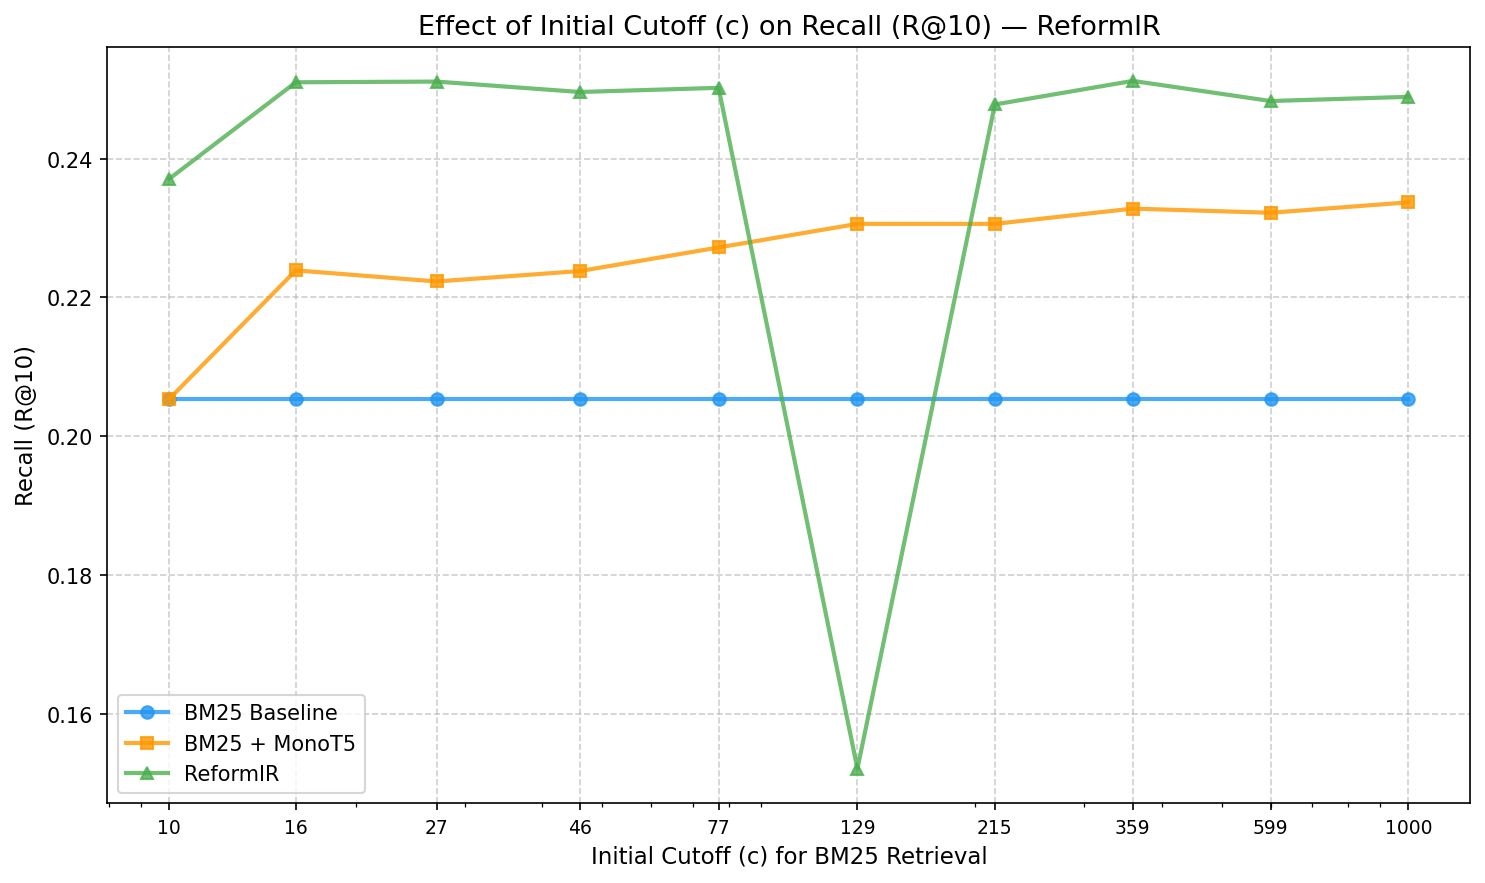 Effect of Initial Cutoff (c) on Recall (R@10) — ReformIR
Recall (R@10)
0.24
0.22
0.20
0.18
0.16
BM25 Baseline
BM25 + MonoT5
ReformIR
10 16 27 46 77 129 215 359 599 1000
Initial Cutoff (c) for BM25 Retrieval